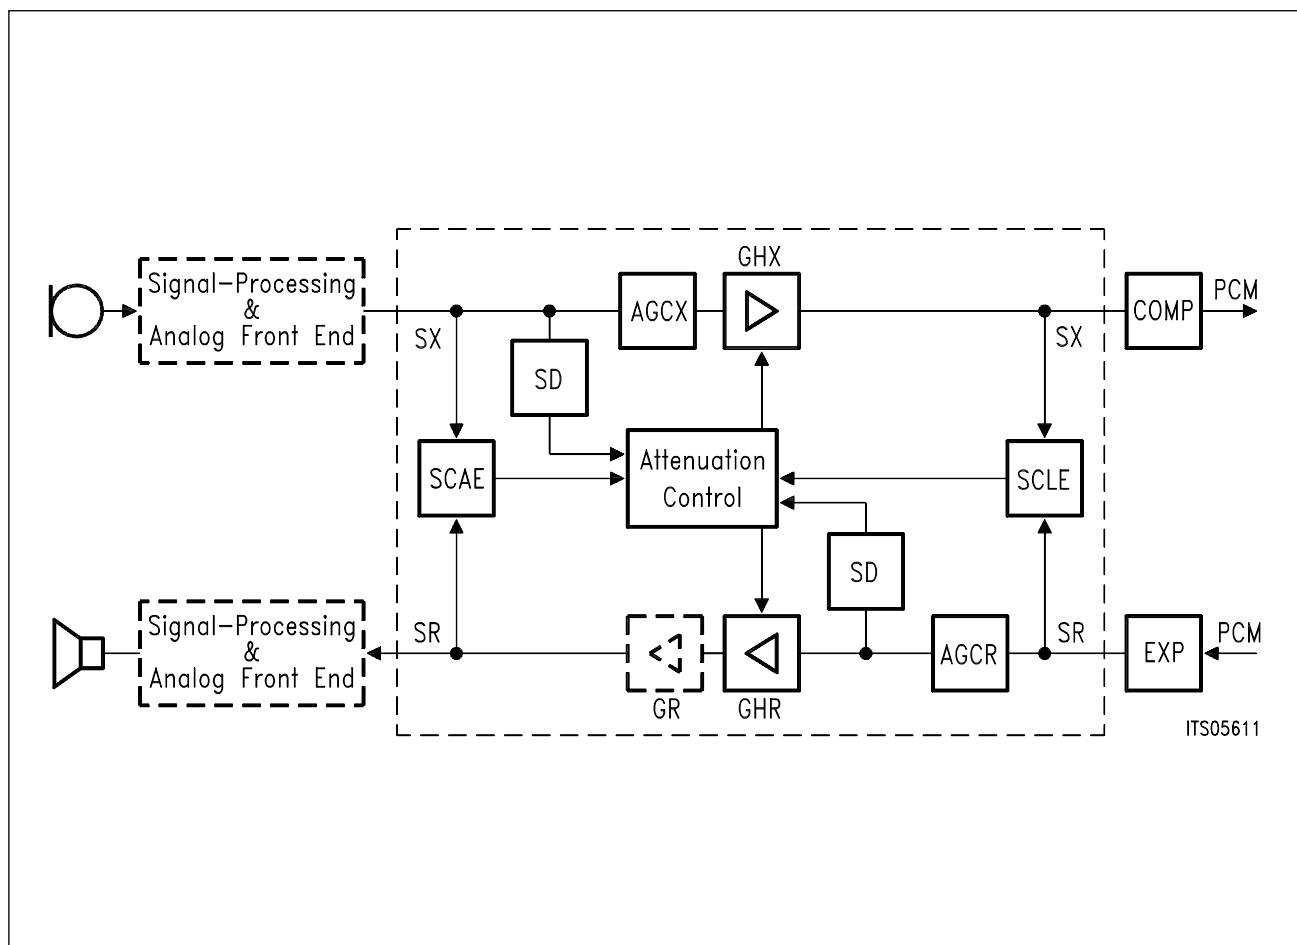 GHX
Signal-Processing
&
Analog Front End
AGCX
COMP
PCM
SX
SX
SD
SCAE
Attenuation
Control
SCLE
SD
Signal-Processing
&
Analog Front End
SR
GR
GHR
AGCR
SR
EXP
PCM
ITS05611